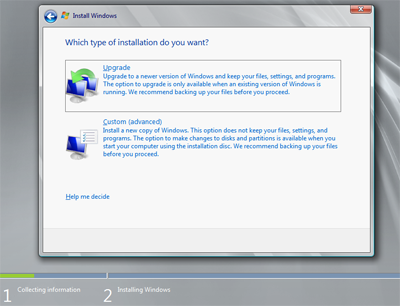 Install Windows
Which type of installation do you want?
Upgrade
Upgrade to a newer version of Windows and keep your files, settings, and programs.
The option to upgrade is only available when an existing version of Windows is
running. We recommend backing up your files before you proceed.
Custom (advanced)
Install a new copy of Windows. This option does not keep your files, settings, and
programs. The option to make changes to disks and partitions is available when you
start your computer using the installation disc. We recommend backing up your files
before you proceed.
Help me decide
1 Collecting information
2 Installing Windows